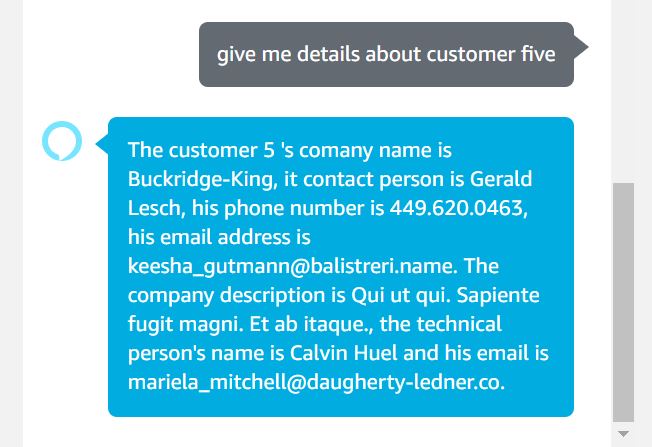 give me details about customer five
The customer 5 's comany name is
Buckridge-King, it contact person is Gerald
Lesch, his phone number is 449.620.0463,
his email address is
keesha_gutmann@balistreri.name. The
company description is Qui ut qui. Sapiente
fugit magni. Et ab itaque., the technical
person's name is Calvin Huel and his email is
mariela_mitchell@daugherty-ledner.co.